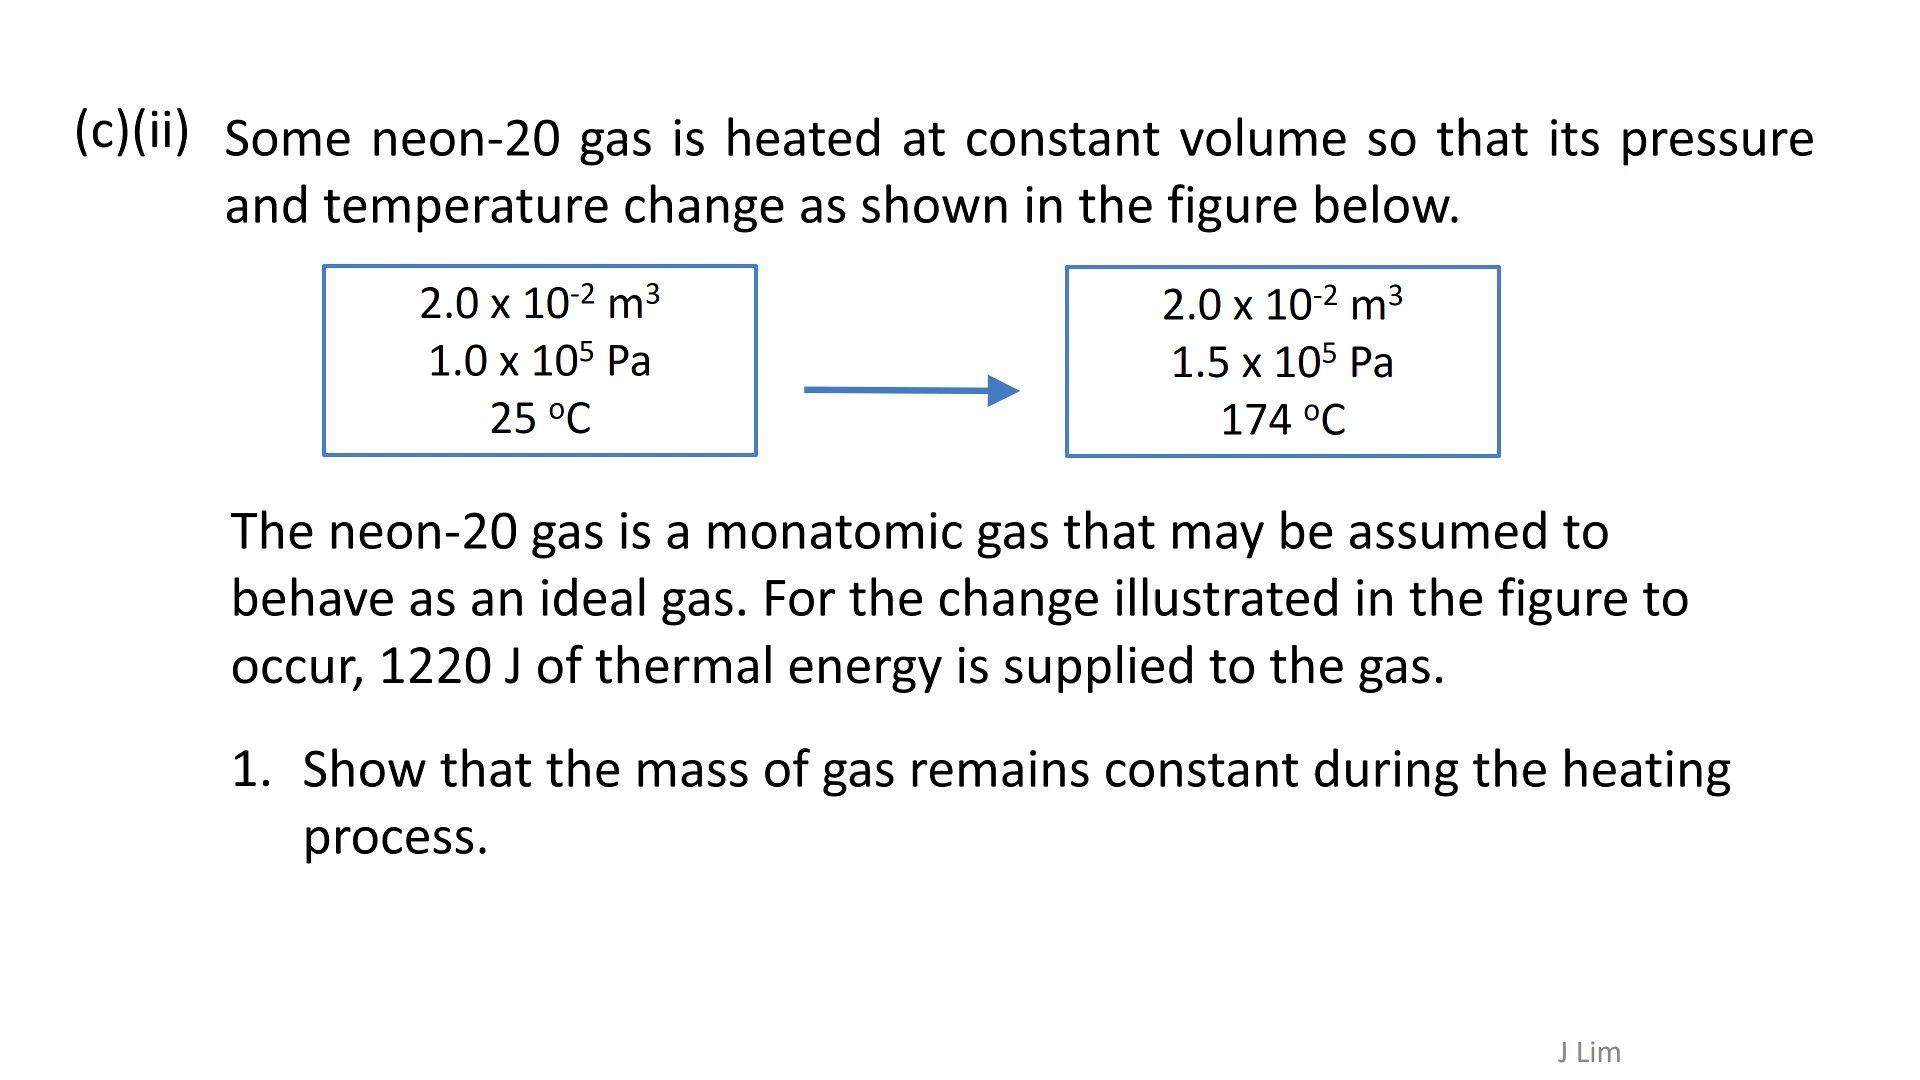 (c)(ii) Some neon-20 gas is heated at constant volume so that its pressure
and temperature change as shown in the figure below.
2.0 x 10⁻² m³
1.0 x 10⁵ Pa
25 °C
2.0 x 10⁻² m³
1.5 x 10⁵ Pa
174 °C
The neon-20 gas is a monatomic gas that may be assumed to
behave as an ideal gas. For the change illustrated in the figure to
occur, 1220 J of thermal energy is supplied to the gas.
1. Show that the mass of gas remains constant during the heating
process.
J Lim